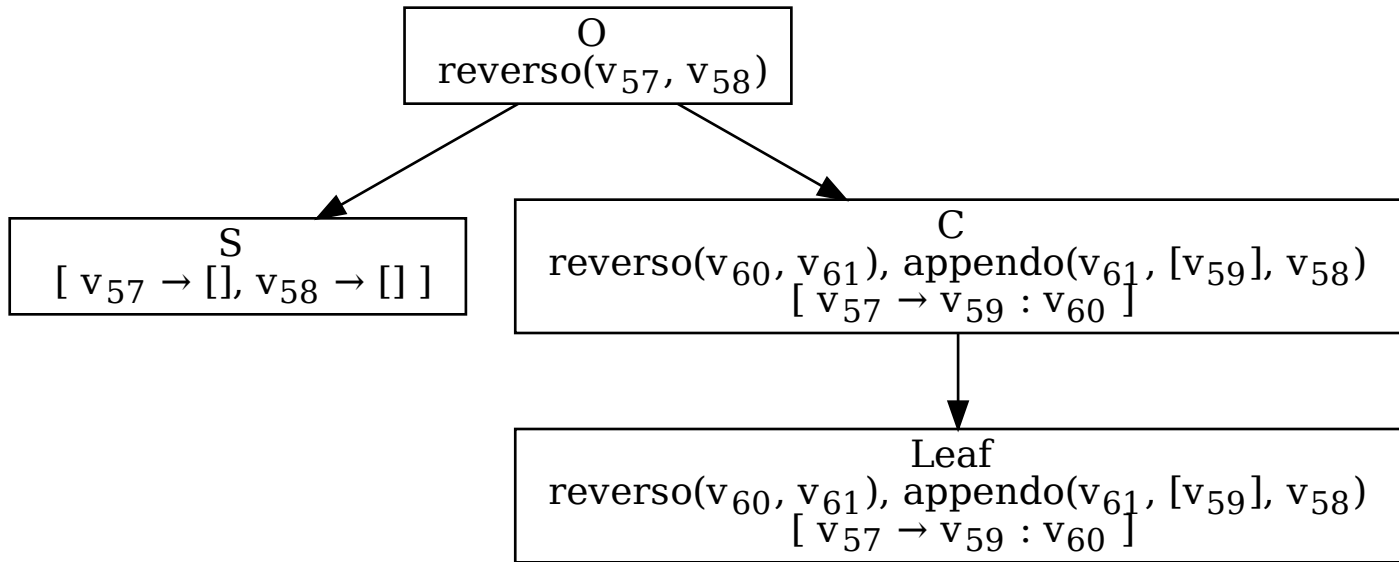 O
reverso(v₅₇, v₅₈)
S
[ v₅₇ → [], v₅₈ → [] ]
C
reverso(v₆₀, v₆₁), appendo(v₆₁, [v₅₉], v₅₈)
[ v₅₇ → v₅₉ : v₆₀ ]
Leaf
reverso(v₆₀, v₆₁), appendo(v₆₁, [v₅₉], v₅₈)
[ v₅₇ → v₅₉ : v₆₀ ]